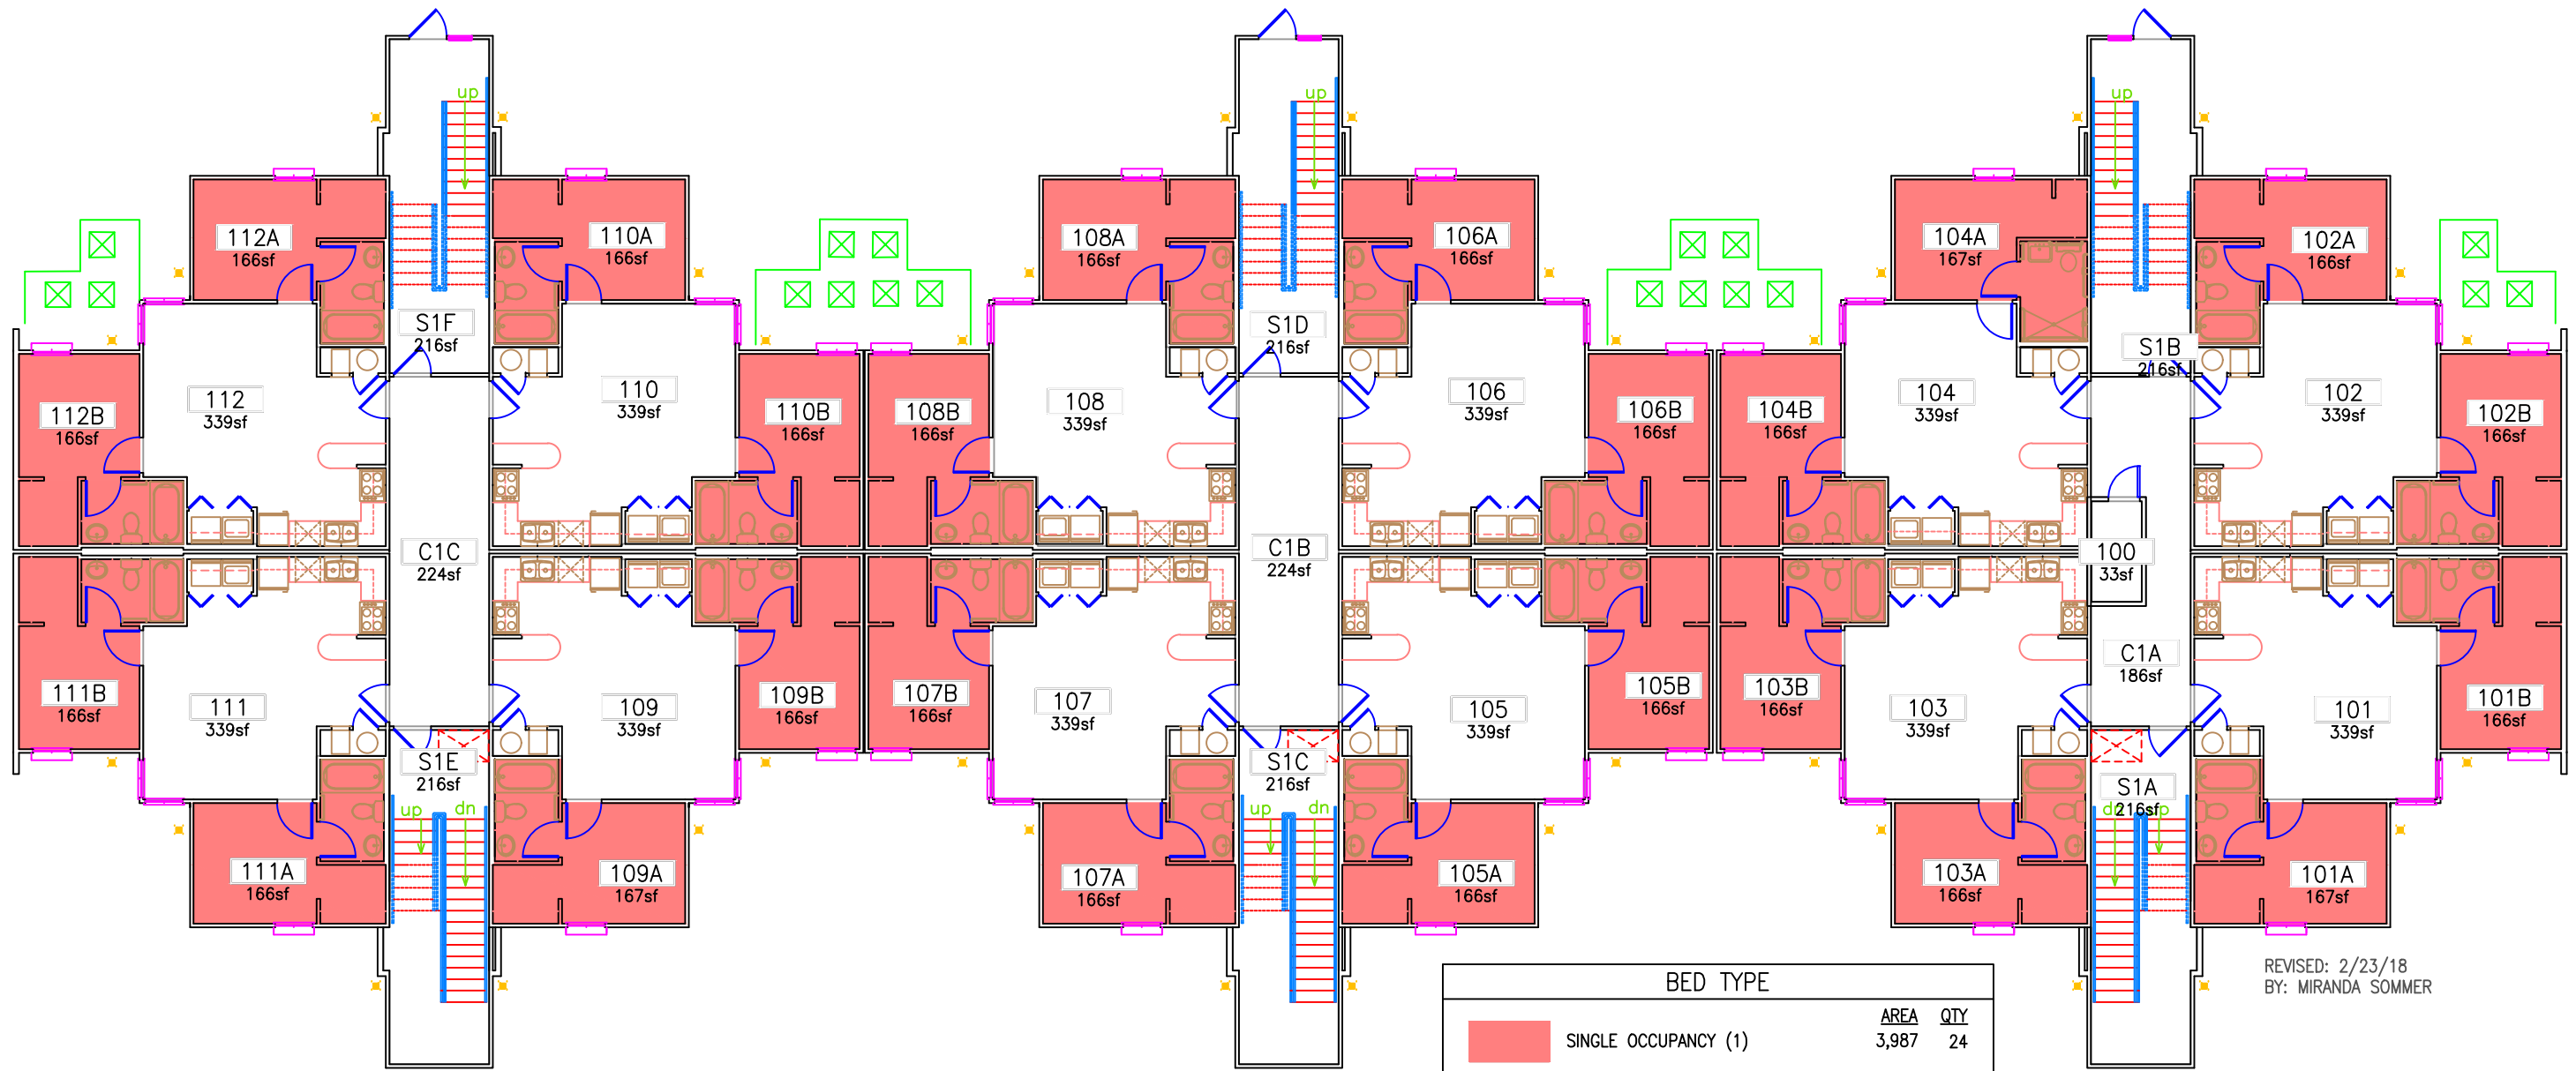 up
up
up
112A
166sf
110A
166sf
108A
166sf
106A
166sf
104A
167sf
102A
166sf
S1F
216sf
S1D
216sf
S1B
216sf
112B
166sf
112
339sf
110
339sf
110B
166sf
108B
166sf
108
339sf
106
339sf
106B
166sf
104B
166sf
104
339sf
102
339sf
102B
166sf
C1C
224sf
C1B
224sf
100
33sf
C1A
186sf
111B
166sf
111
339sf
109
339sf
109B
166sf
107B
166sf
107
339sf
105
339sf
105B
166sf
103B
166sf
103
339sf
101
339sf
101B
166sf
S1E
216sf
S1C
216sf
S1A
216sf
up dn
up dn
dn up
111A
166sf
109A
167sf
107A
166sf
105A
166sf
103A
166sf
101A
167sf
BED TYPE
AREA QTY
SINGLE OCCUPANCY (1) 3,987 24
REVISED: 2/23/18
BY: MIRANDA SOMMER